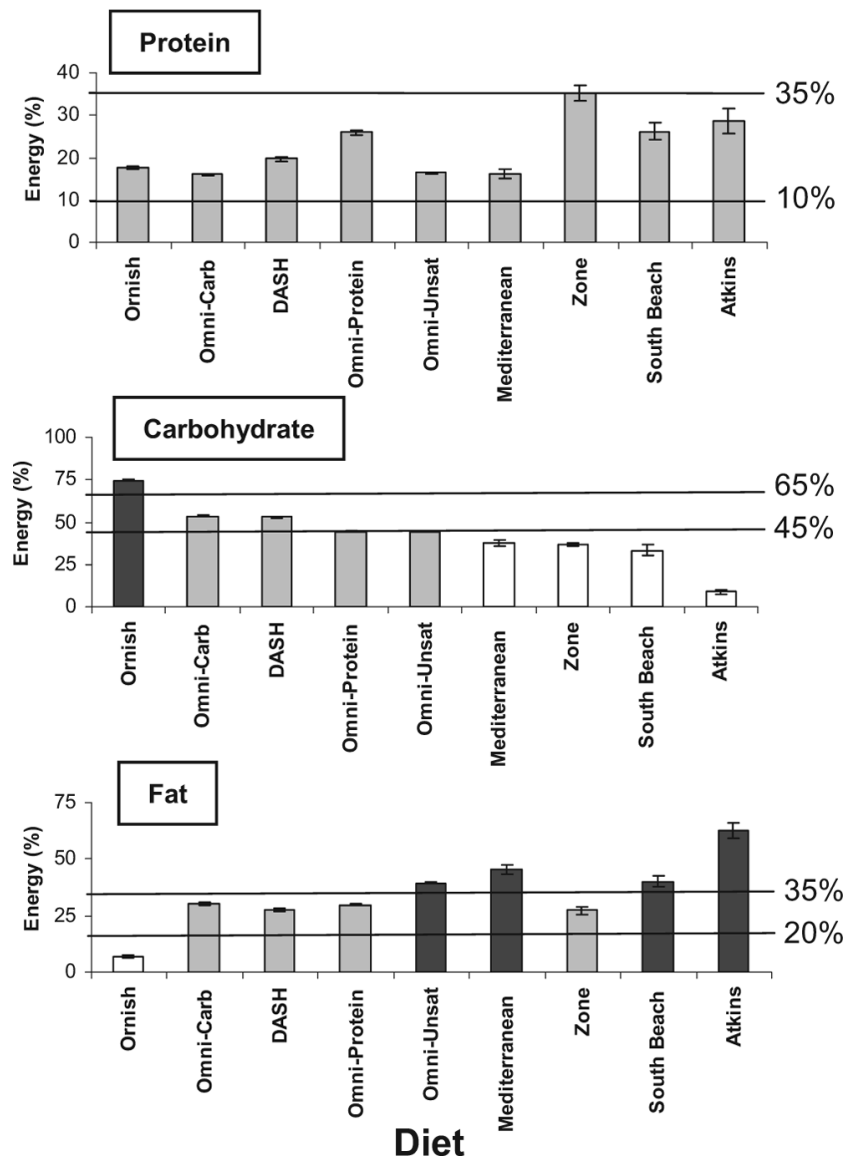 Protein
Energy (%)
40
30
20
10
0
35%
10%
Ornish
Omni-Carb
DASH
Omni-Protein
Omni-Unsat
Mediterranean
Zone
South Beach
Atkins
Carbohydrate
Energy (%)
100
75
50
25
0
65%
45%
Ornish
Omni-Carb
DASH
Omni-Protein
Omni-Unsat
Mediterranean
Zone
South Beach
Atkins
Fat
Energy (%)
75
50
25
0
35%
20%
Ornish
Omni-Carb
DASH
Omni-Protein
Omni-Unsat
Mediterranean
Zone
South Beach
Atkins
Diet